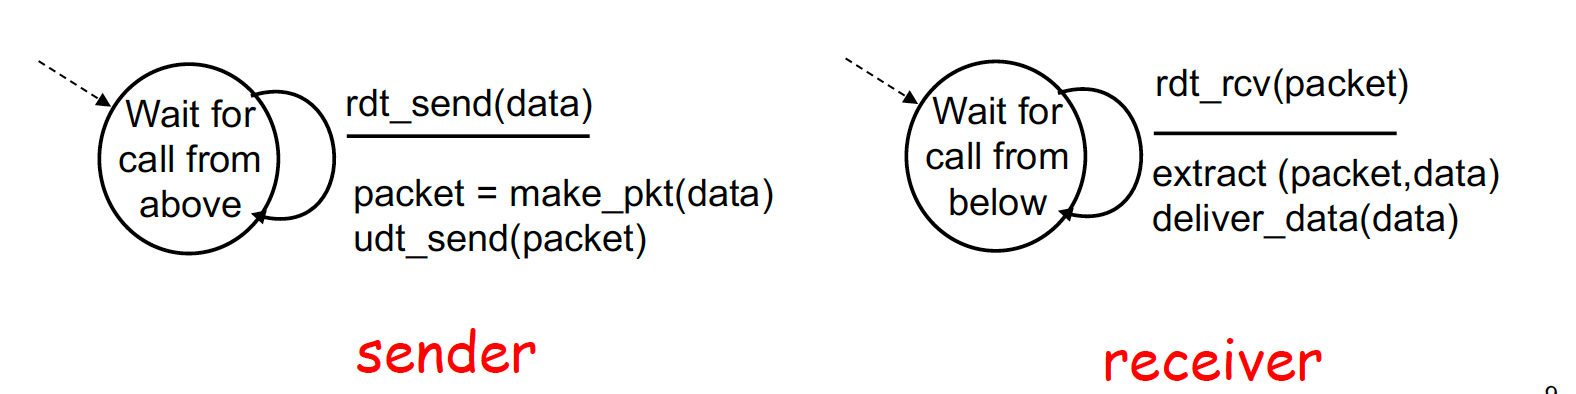 Wait for
call from
above
rdt_send(data)
packet = make_pkt(data)
udt_send(packet)
sender
Wait for
call from
below
rdt_rcv(packet)
extract (packet,data)
deliver_data(data)
receiver